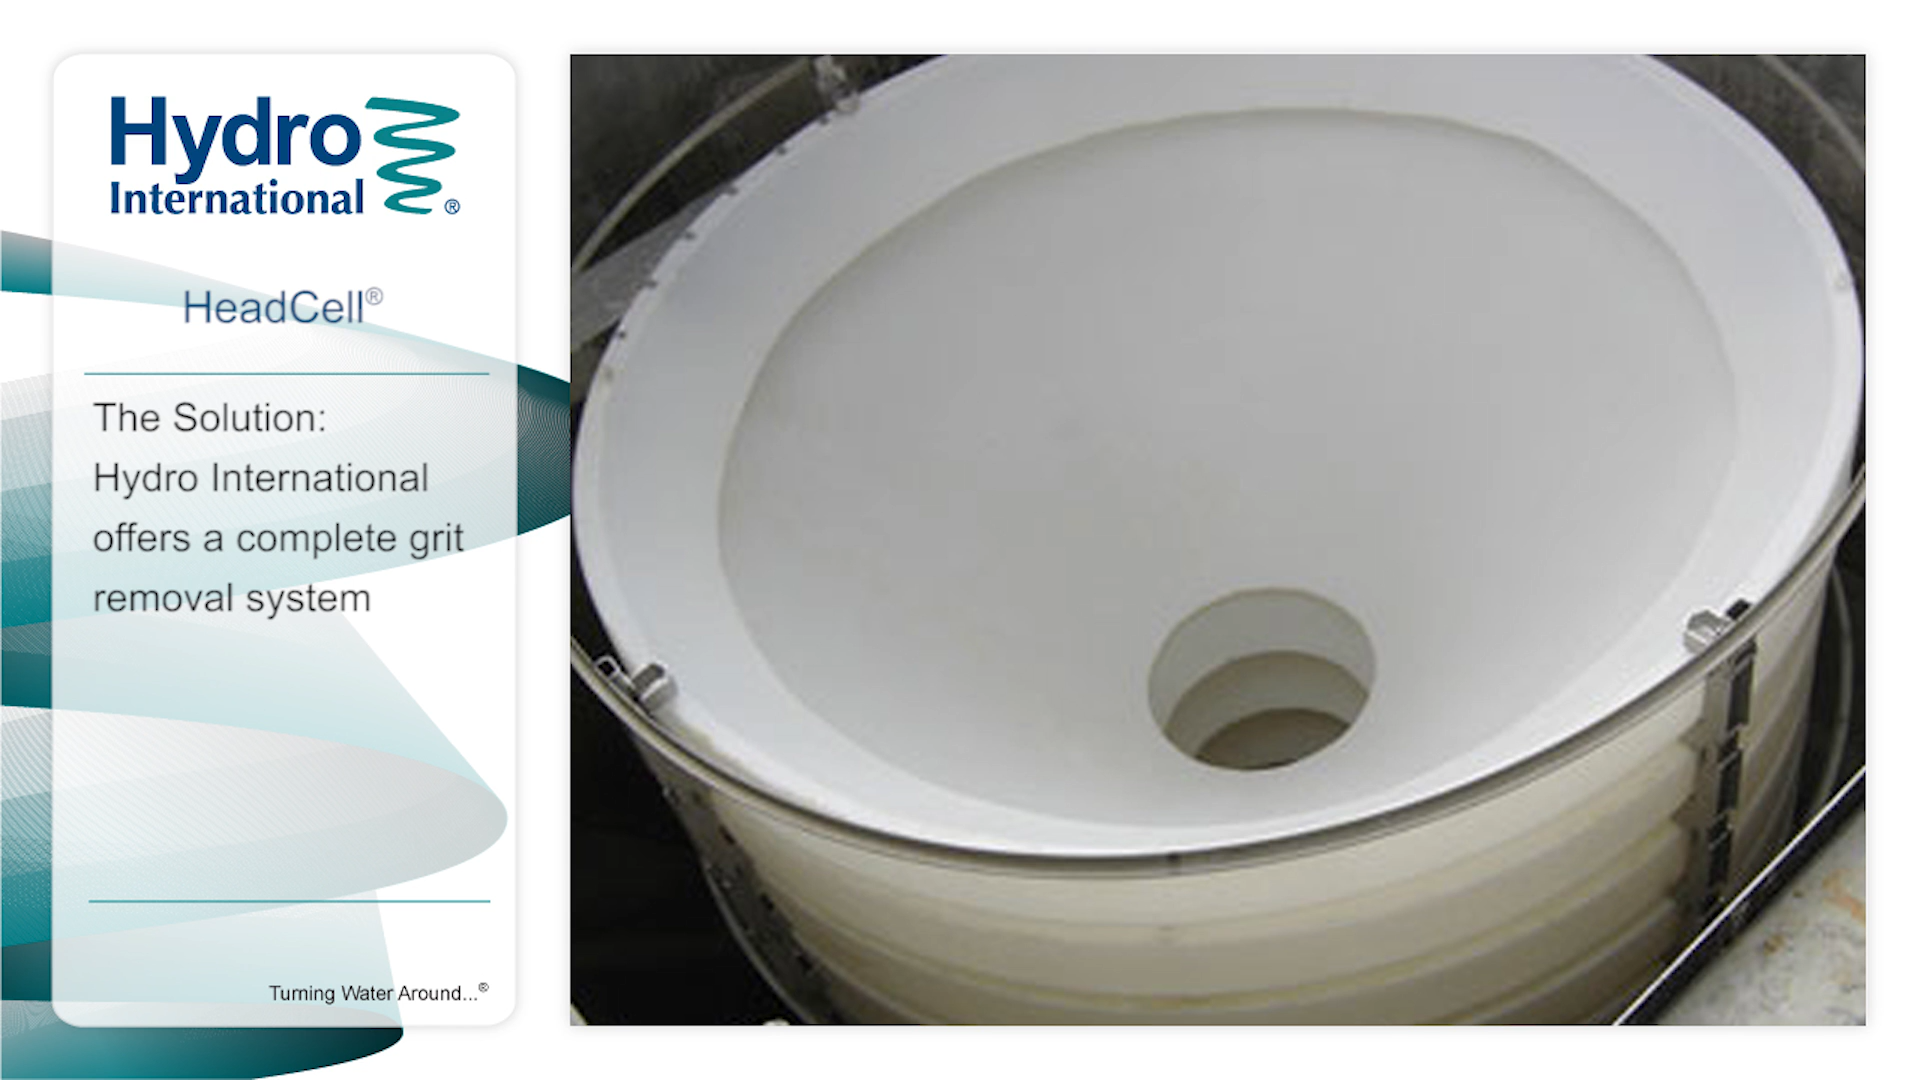 Hydro
International®
HeadCell®
The Solution:
Hydro International
offers a complete grit
removal system
Turning Water Around...®